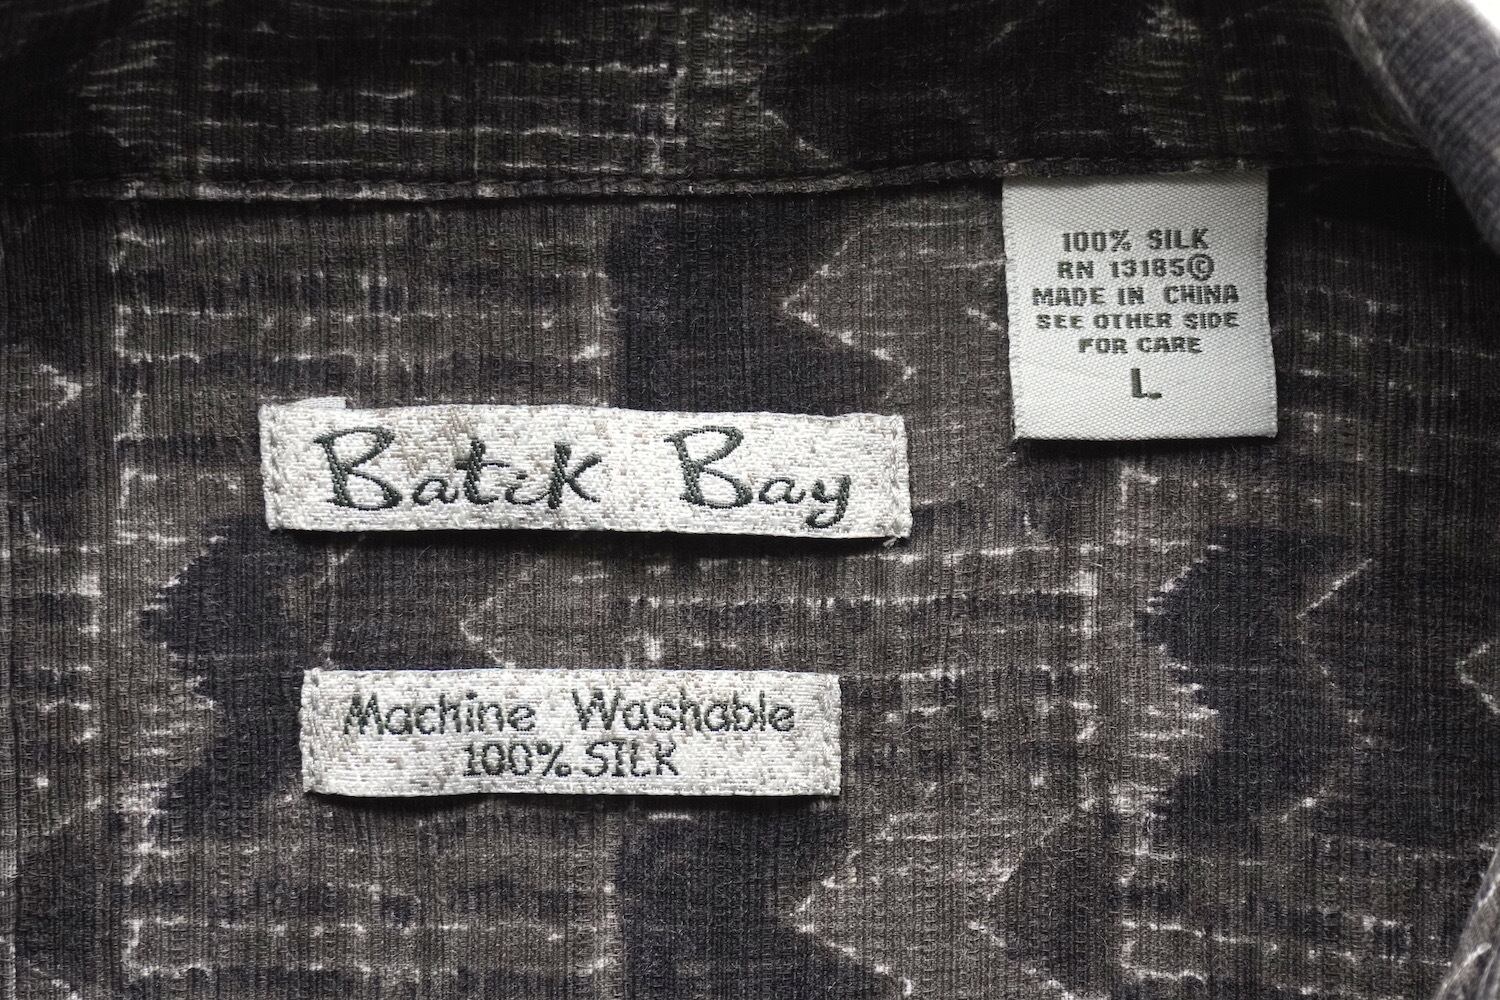 100% SILK
RN 13185©
MADE IN CHINA
SEE OTHER SIDE
FOR CARE
L
Batik Bay
Machine Washable
100% SILK